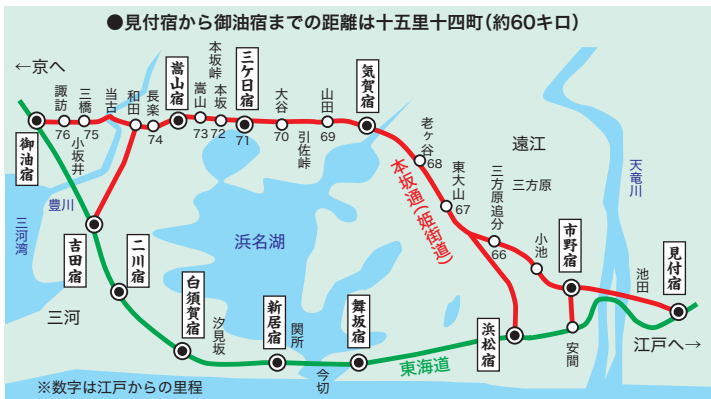 ●見付宿から御油宿までの距離は十五里十四町（約60キロ）
←京へ
諏訪
76
三橋
75
小坂井
当古
和田
長楽
74
嵩山宿
嵩山
73
本坂峠
本坂
72
三ケ日宿
71
大谷
70
引佐峠
山田
69
気賀宿
老ヶ谷
68
東大山
67
本坂通（姫街道）
遠江
三方原追分
66
三方原
小池
市野宿
天竜川
池田
見付宿
御油宿
豊川
三河湾
吉田宿
二川宿
三河
白須賀宿
汐見坂
浜名湖
新居宿
関所
今切
舞坂宿
東海道
浜松宿
安間
江戸へ→
※数字は江戸からの里程